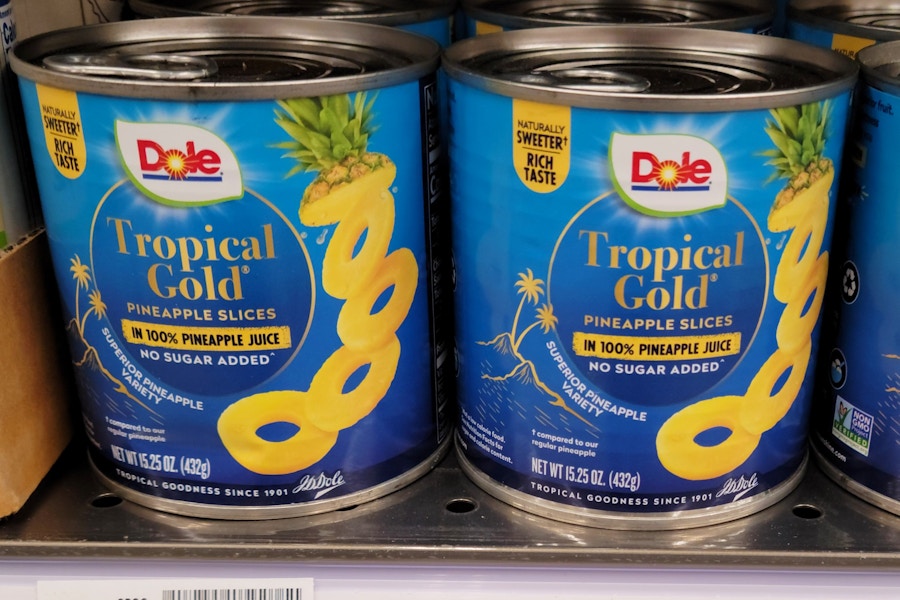 NATURALLY
SWEETER†
RICH
TASTE
Dole
Tropical
Gold®
PINEAPPLE SLICES
IN 100% PINEAPPLE JUICE
NO SUGAR ADDED^
SUPERIOR PINEAPPLE
VARIETY
† compared to our
regular pineapple
NET WT 15.25 OZ. (432g)
TROPICAL GOODNESS SINCE 1901
NATURALLY
SWEETER†
RICH
TASTE
Dole
Tropical
Gold®
PINEAPPLE SLICES
IN 100% PINEAPPLE JUICE
NO SUGAR ADDED^
SUPERIOR PINEAPPLE
VARIETY
† compared to our
regular pineapple
NET WT 15.25 OZ. (432g)
TROPICAL GOODNESS SINCE 1901
calorie food.
fruit.
NON
GMO